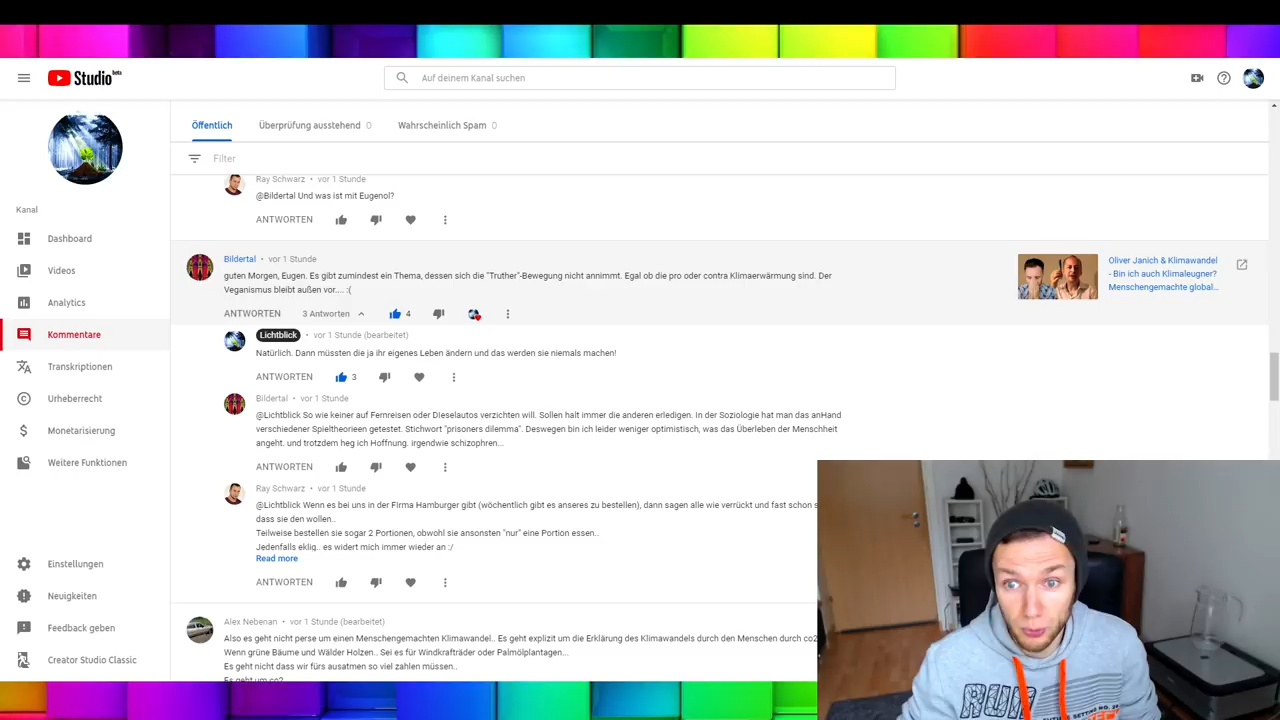 Studio beta
Auf deinem Kanal suchen
Kanal
Dashboard
Videos
Analytics
Kommentare
Transkriptionen
Urheberrecht
Monetarisierung
Weitere Funktionen
Einstellungen
Neuigkeiten
Feedback geben
Creator Studio Classic
Öffentlich
Überprüfung ausstehend 0
Wahrscheinlich Spam 0
Filter
Ray Schwarz • vor 1 Stunde
@Bildertal Und was ist mit Eugenol?
ANTWORTEN
Bildertal • vor 1 Stunde
guten Morgen, Eugen. Es gibt zumindest ein Thema, dessen sich die "Truther"-Bewegung nicht annimmt. Egal ob die pro oder contra Klimaerwärmung sind. Der
Veganismus bleibt außen vor.... :(
ANTWORTEN 3 Antworten 4
Oliver Janich & Klimawandel
- Bin ich auch Klimaleugner?
Menschengemachte global...
Lichtblick • vor 1 Stunde (bearbeitet)
Natürlich. Dann müssten die ja ihr eigenes Leben ändern und das werden sie niemals machen!
ANTWORTEN 3
Bildertal • vor 1 Stunde
@Lichtblick So wie keiner auf Fernreisen oder Dieselautos verzichten will. Sollen halt immer die anderen erledigen. In der Soziologie hat man das anHand
verschiedener Spieltheorieen getestet. Stichwort "prisoners dilemma". Deswegen bin ich leider weniger optimistisch, was das Überleben der Menschheit
angeht. und trotzdem heg ich Hoffnung. irgendwie schizophren...
ANTWORTEN
Ray Schwarz • vor 1 Stunde
@Lichtblick Wenn es bei uns in der FIrma Hamburger gibt (wöchentlich gibt es anseres zu bestellen), dann sagen alle wie verrückt und fast schon s
dass sie den wollen..
Teilweise bestellen sie sogar 2 Portionen, obwohl sie ansonsten "nur" eine Portion essen..
Jedenfalls eklig.. es widert mich immer wieder an :/
Read more
ANTWORTEN
Alex Nebenan • vor 1 Stunde (bearbeitet)
Also es geht nicht perse um einen Menschengemachten Klimawandel.. Es geht explizit um die Erklärung des Klimawandels durch den Menschen durch co2
Wenn grüne Bäume und Wälder Holzen.. Sei es für Windkrafträder oder Palmölplantagen...
Es geht nicht dass wir fürs ausatmen so viel zahlen müssen..
Es geht um co2
RUN